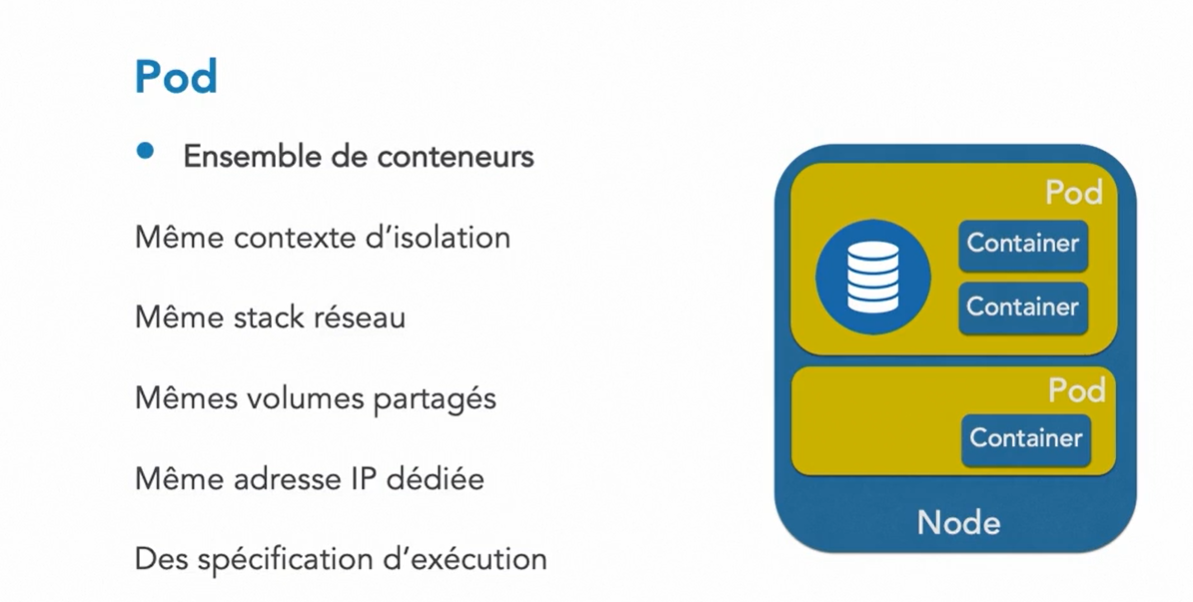 Pod
Ensemble de conteneurs
Même contexte d’isolation
Même stack réseau
Mêmes volumes partagés
Même adresse IP dédiée
Des spécification d’exécution
Pod
Container
Container
Pod
Container
Node